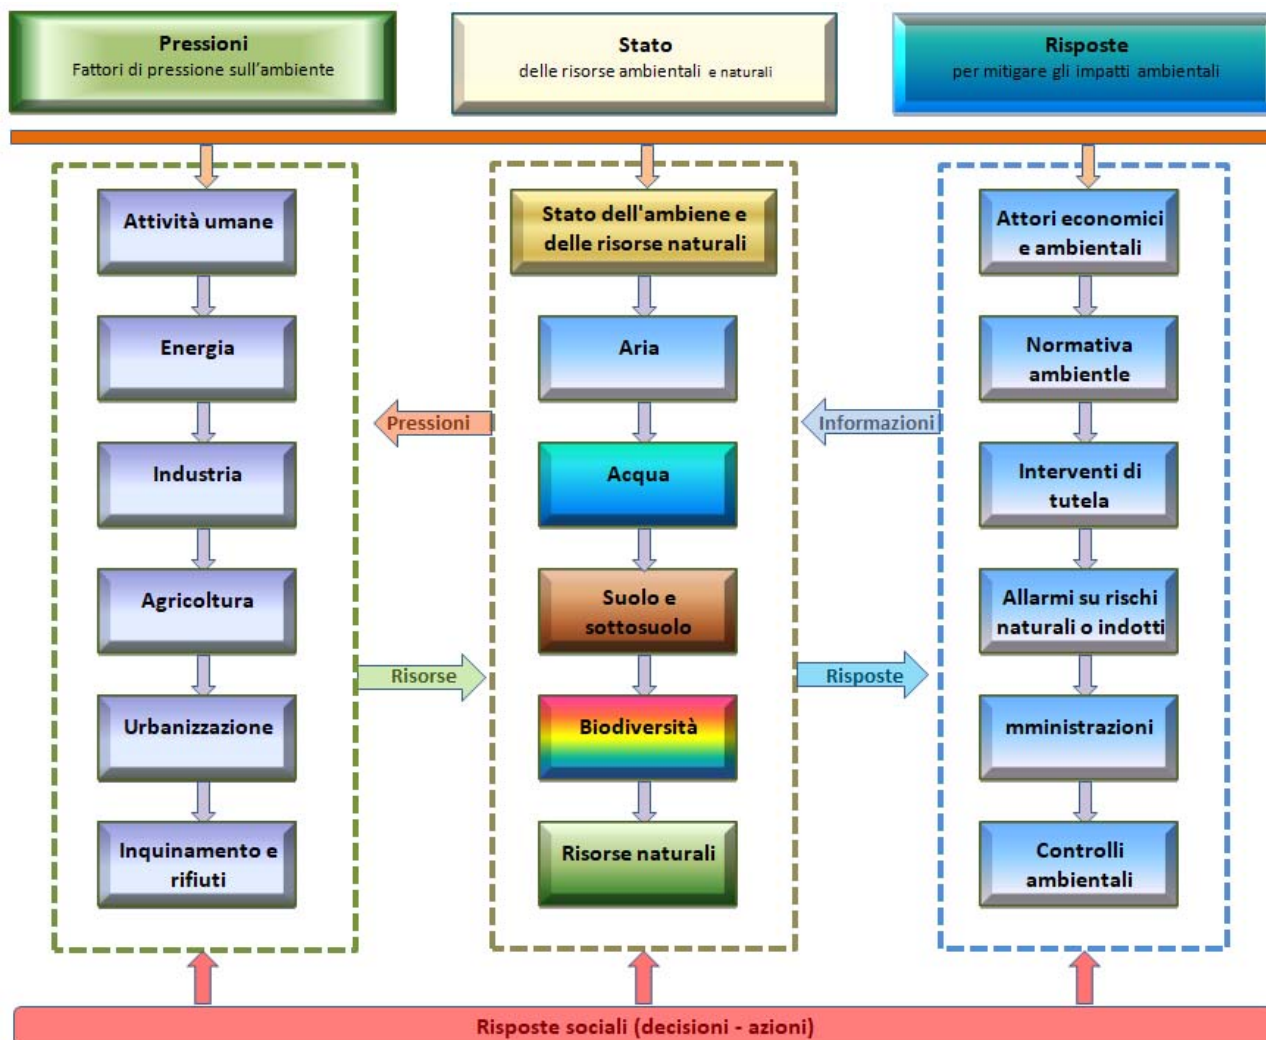 Pressioni
Fattori di pressione sull'ambiente
Stato
delle risorse ambientali e naturali
Risposte
per mitigare gli impatti ambientali
Attività umane
Energia
Industria
Agricoltura
Urbanizzazione
Inquinamento e
rifiuti
Pressioni
Risorse
Stato dell'ambiene e
delle risorse naturali
Aria
Acqua
Suolo e
sottosuolo
Biodiversità
Risorse naturali
Informazioni
Risposte
Attori economici
e ambientali
Normativa
ambientle
Interventi di
tutela
Allarmi su rischi
naturali o indotti
mministrazioni
Controlli
ambientali
Risposte sociali (decisioni - azioni)